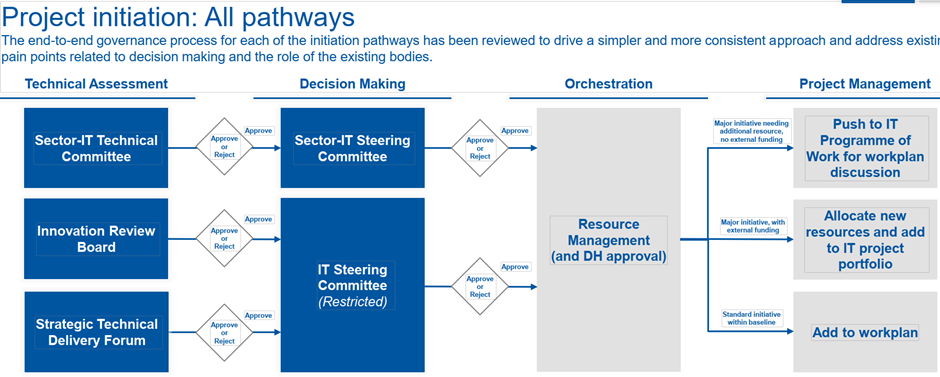 Project initiation: All pathways
The end-to-end governance process for each of the initiation pathways has been reviewed to drive a simpler and more consistent approach and address
pain points related to decision making and the role of the existing bodies.
Technical Assessment
Decision Making
Orchestration
Project Management
Sector-IT Technical
Committee
Approve
or
Reject
Approve
Sector-IT Steering
Committee
Approve
or
Reject
Approve
Innovation Review
Board
Approve
or
Reject
Approve
Strategic Technical
Delivery Forum
Approve
or
Reject
Approve
IT Steering
Committee
(Restricted)
Approve
or
Reject
Approve
Resource
Management
(and DH approval)
Major initiative needing
additional resource,
no external funding
Push to IT
Programme of
Work for workplan
discussion
Major initiative, with
external funding
Allocate new
resources and add
to IT project
portfolio
Standard initiative
within baseline
Add to workplan